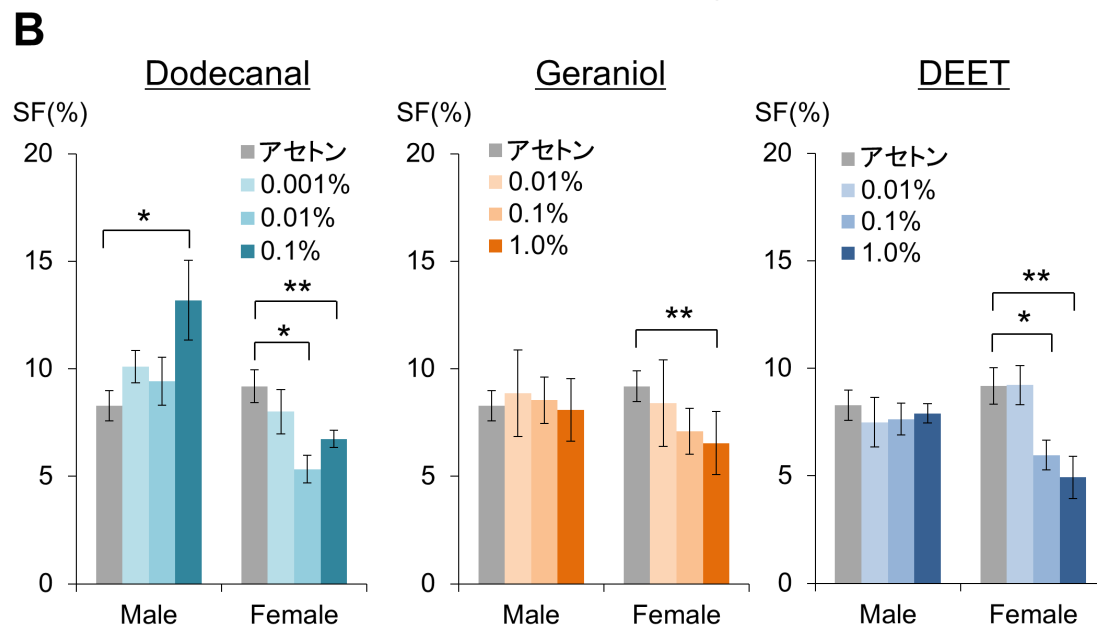 B
Dodecanal
SF(%)
アセトン
0.001%
0.01%
0.1%
20
15
10
5
0
*
**
*
Male
Female
Geraniol
SF(%)
アセトン
0.01%
0.1%
1.0%
20
15
10
5
0
**
Male
Female
DEET
SF(%)
アセトン
0.01%
0.1%
1.0%
20
15
10
5
0
**
*
Male
Female